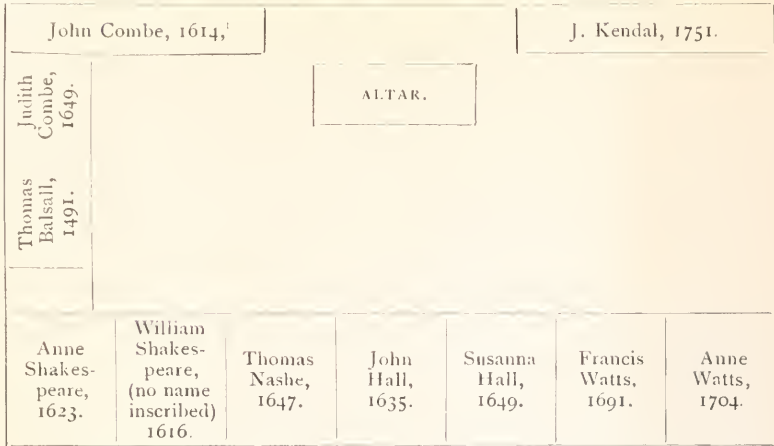 John Combe, 1614,¹
J. Kendal, 1751.
ALTAR.
Judith
Combe,
1649.
Thomas
Balsall,
1491.
Anne
Shakes-
peare,
1623.
William
Shakes-
peare,
(no name
inscribed)
1616.
Thomas
Nashe,
1647.
John
Hall,
1635.
Susanna
Hall,
1649.
Francis
Watts,
1691.
Anne
Watts,
1704.